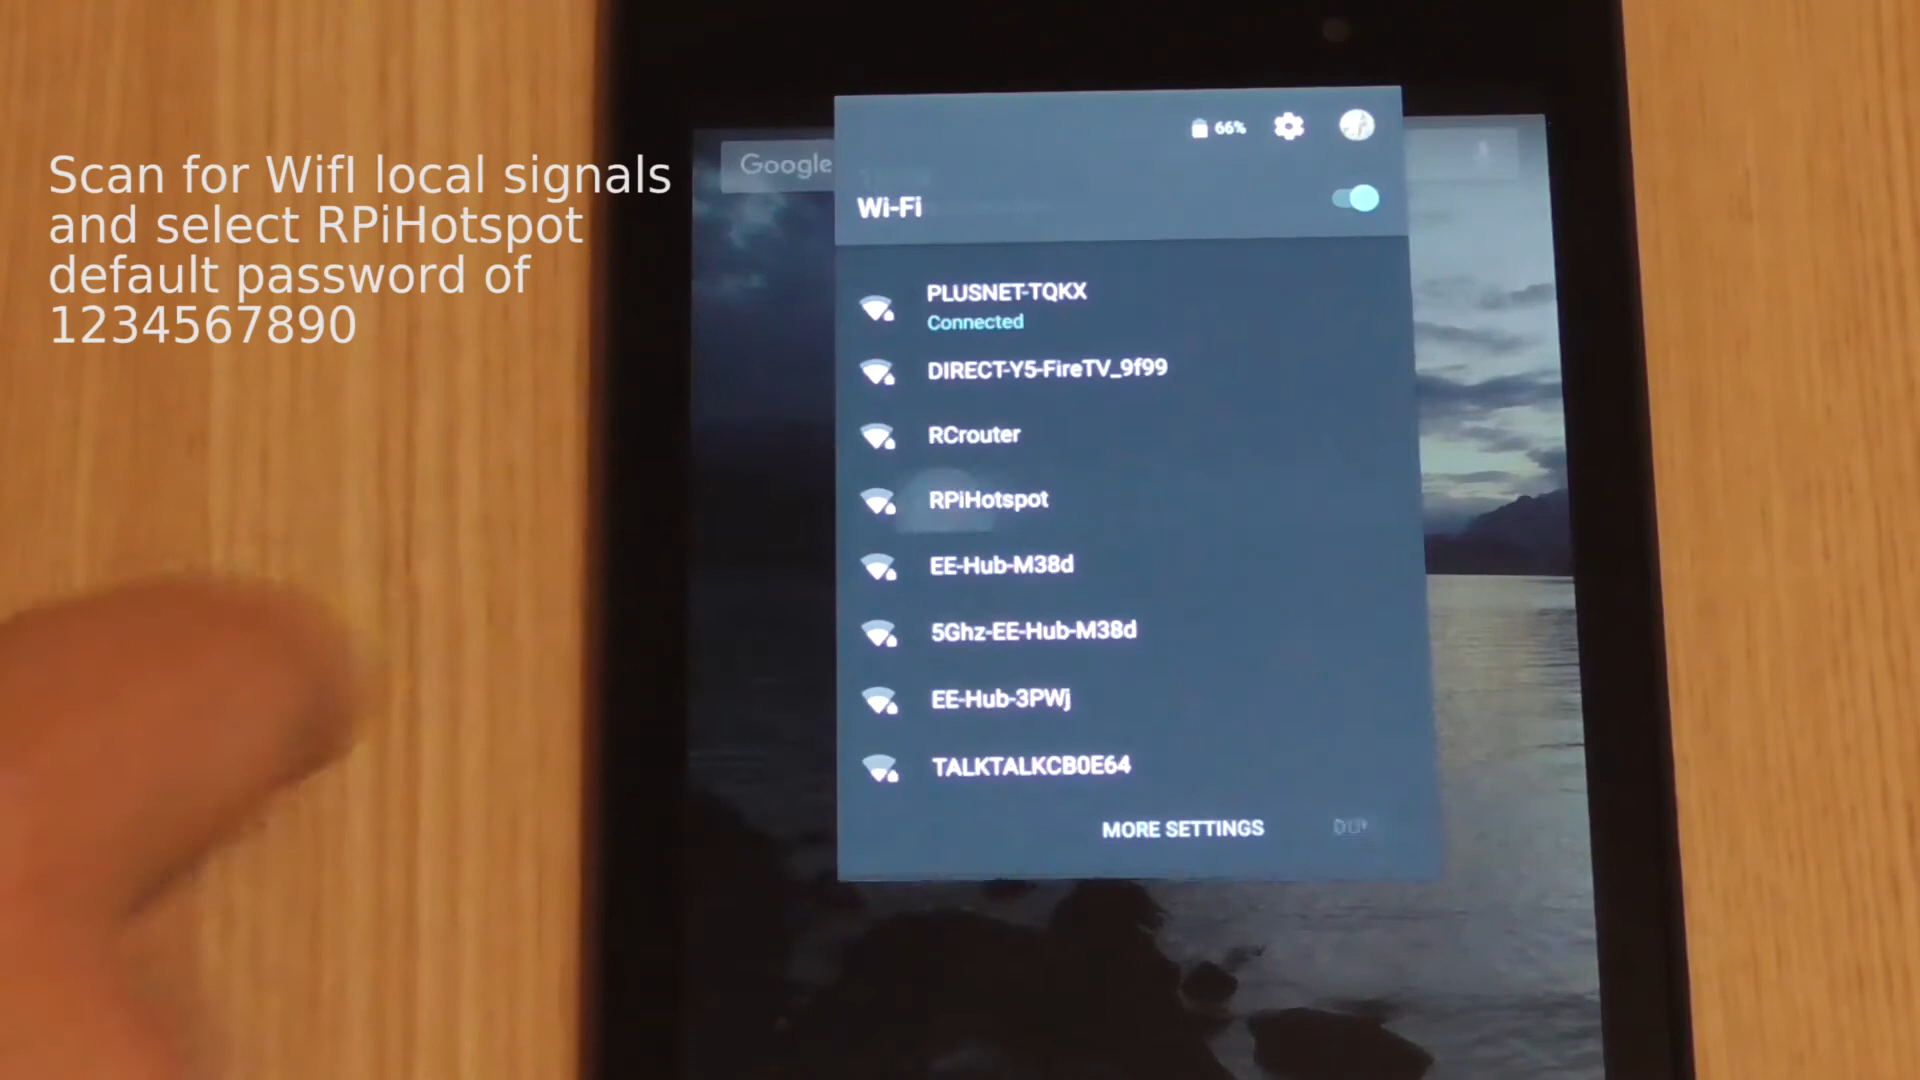 Scan for WifI local signals
and select RPiHotspot
default password of
1234567890
66%
Google
Wi-Fi
PLUSNET-TQKX
Connected
DIRECT-Y5-FireTV_9f99
RCrouter
RPiHotspot
EE-Hub-M38d
5Ghz-EE-Hub-M38d
EE-Hub-3PWj
TALKTALKCB0E64
MORE SETTINGS